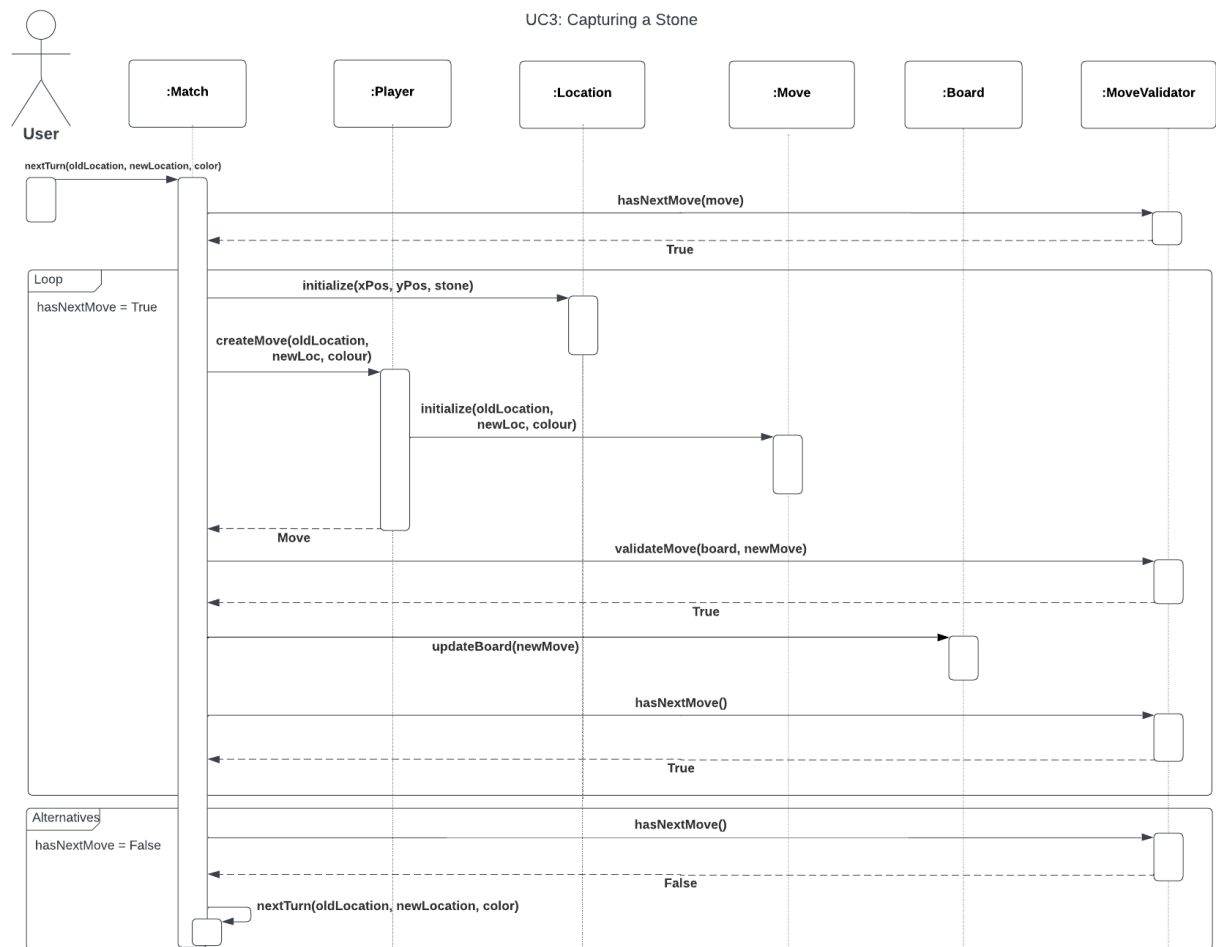 UC3: Capturing a Stone
:Match
:Player
:Location
:Move
:Board
:MoveValidator
User
nextTurn(oldLocation, newLocation, color)
hasNextMove(move)
True
Loop
hasNextMove = True
initialize(xPos, yPos, stone)
createMove(oldLocation,
newLoc, colour)
initialize(oldLocation,
newLoc, colour)
Move
validateMove(board, newMove)
True
updateBoard(newMove)
hasNextMove()
True
Alternatives
hasNextMove = False
hasNextMove()
False
nextTurn(oldLocation, newLocation, color)